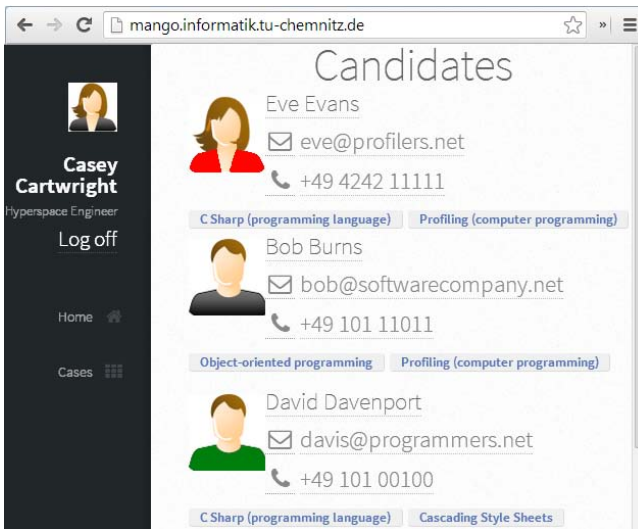 mango.informatik.tu-chemnitz.de
Casey
Cartwright
Hyperspace Engineer
Log off
Home
Cases
Candidates
Eve Evans
eve@profilers.net
+49 4242 11111
C Sharp (programming language) Profiling (computer programming)
Bob Burns
bob@softwarecompany.net
+49 101 11011
Object-oriented programming Profiling (computer programming)
David Davenport
davis@programmers.net
+49 101 00100
C Sharp (programming language) Cascading Style Sheets